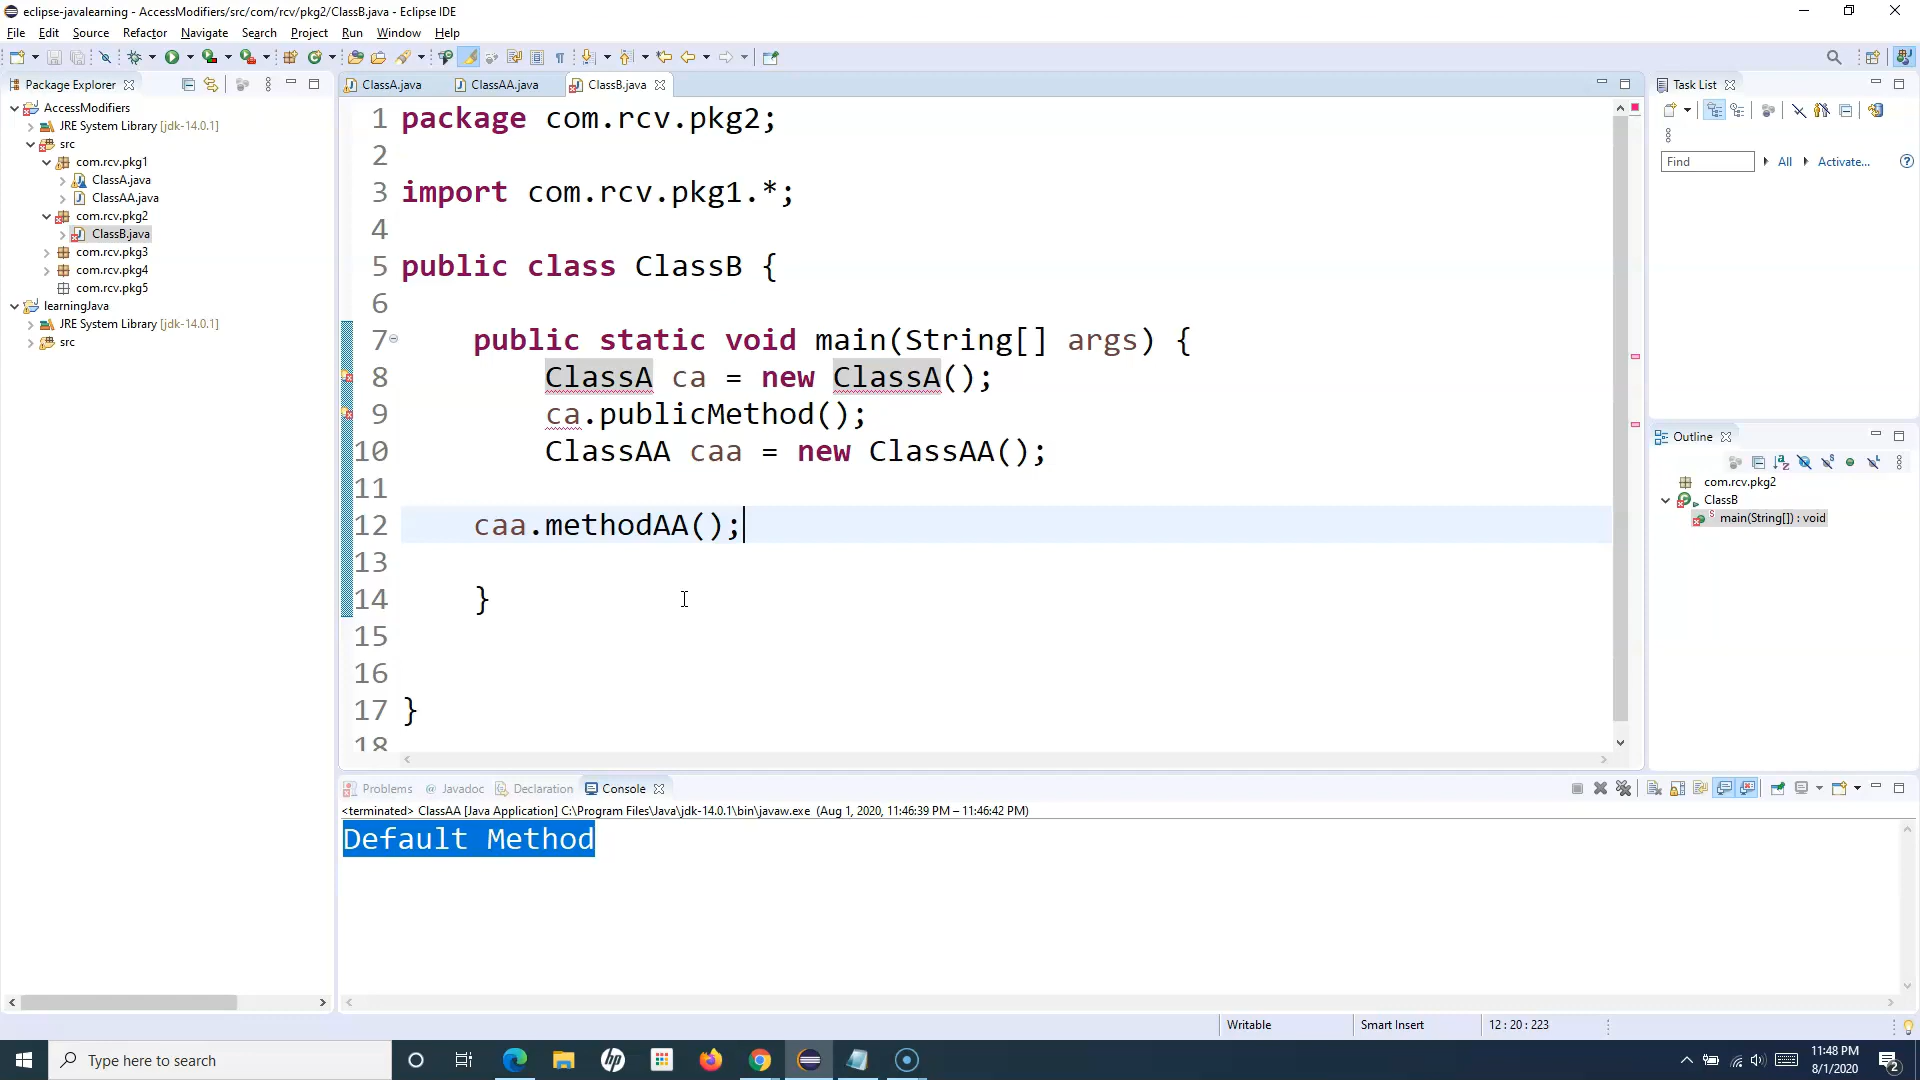 eclipse-javalearning - AccessModifiers/src/com/rcv/pkg2/ClassB.java - Eclipse IDE
File Edit Source Refactor Navigate Search Project Run Window Help
Package Explorer
AccessModifiers
JRE System Library [jdk-14.0.1]
src
com.rcv.pkg1
ClassA.java
ClassAA.java
com.rcv.pkg2
ClassB.java
com.rcv.pkg3
com.rcv.pkg4
com.rcv.pkg5
learningJava
JRE System Library [jdk-14.0.1]
src
ClassA.java ClassAA.java ClassB.java
1 package com.rcv.pkg2;
2
3 import com.rcv.pkg1.*;
4
5 public class ClassB {
6
7 public static void main(String[] args) {
8 ClassA ca = new ClassA();
9 ca.publicMethod();
10 ClassAA caa = new ClassAA();
11
12 caa.methodAA();
13
14 }
15
16
17 }
18
Task List
Find All Activate...
Outline
com.rcv.pkg2
ClassB
main(String[]) : void
Problems @ Javadoc Declaration Console
<terminated> ClassAA [Java Application] C:\Program Files\Java\jdk-14.0.1\bin\javaw.exe (Aug 1, 2020, 11:46:39 PM – 11:46:42 PM)
Default Method
Writable Smart Insert 12 : 20 : 223
Type here to search
hp
11:48 PM
8/1/2020
2